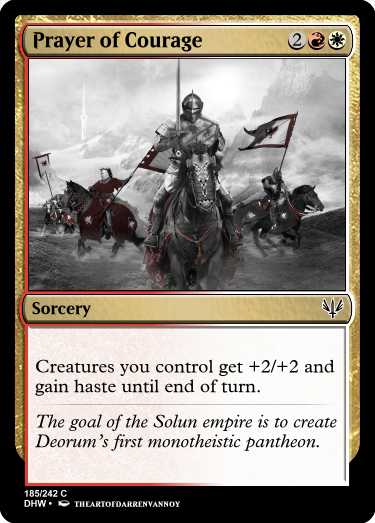 Prayer of Courage 2
Sorcery
Creatures you control get +2/+2 and
gain haste until end of turn.
The goal of the Solun empire is to create
Deorum's first monotheistic pantheon.
185/242 C
DHW • THEARTOFDARRENVANNOY